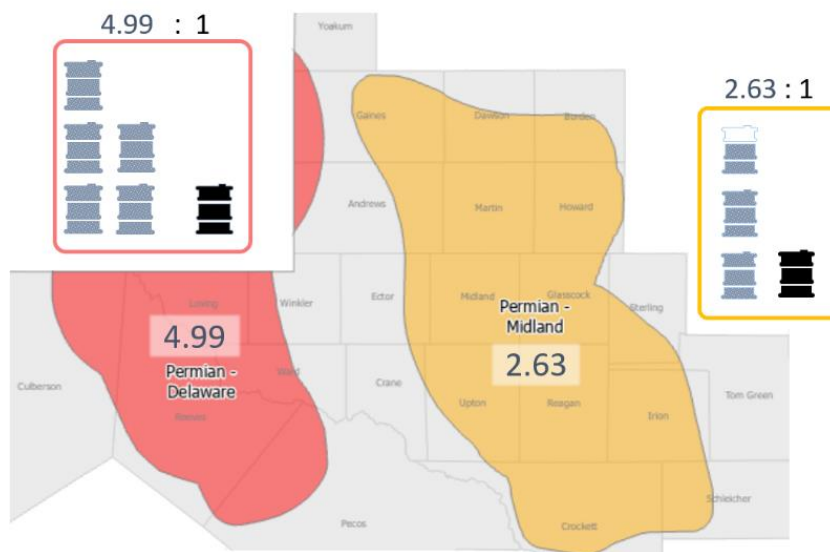 4.99 : 1
Yoakum
2.63 : 1
Gaines
Dawson
Borden
Andrews
Martin
Howard
Loving
Winkler
Ector
Midland
Glasscock
Sterling
Permian -
Midland
4.99
2.63
Permian -
Delaware
Culberson
Ward
Crane
Reeves
Upton
Reagan
Irion
Tom Green
Schleicher
Pecos
Crockett